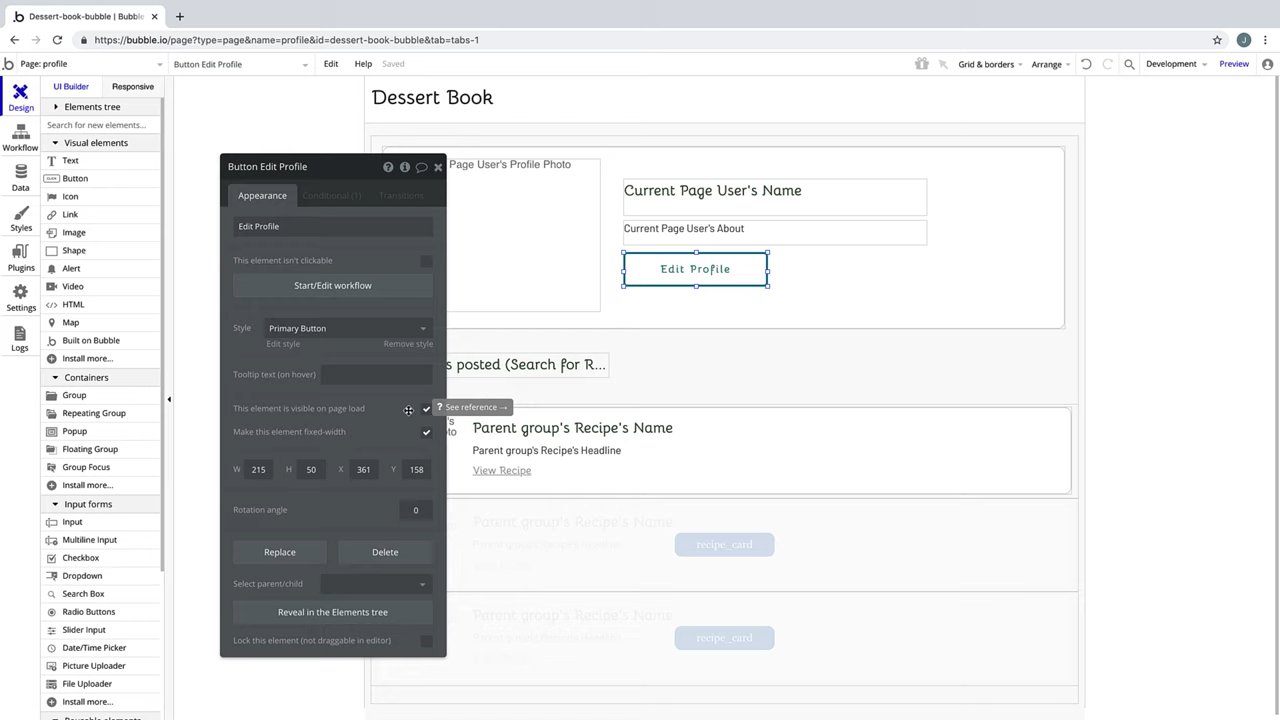 Dessert-book-bubble | Bubble
https://bubble.io/page?type=page&name=profile&id=dessert-book-bubble&tab=tabs-1
J
Page: profile
Button Edit Profile
Edit
Help
Saved
Grid & borders
Arrange
Development
Preview
Design
Workflow
Data
Styles
Plugins
Settings
Logs
UI Builder
Responsive
Elements tree
Search for new elements...
Visual elements
Text
CLICK
Button
Icon
Link
Image
Shape
Alert
Video
</>
HTML
Map
Built on Bubble
Install more...
Containers
Group
Repeating Group
Popup
Floating Group
Group Focus
Install more...
Input forms
Input
Multiline Input
Checkbox
Dropdown
Search Box
Radio Buttons
Slider Input
Date/Time Picker
Picture Uploader
File Uploader
Install more...
Reusable elements
Button Edit Profile
Appearance
Conditional (1)
Transitions
Edit Profile
This element isn't clickable
Start/Edit workflow
Style
Primary Button
Edit style
Remove style
Tooltip text (on hover)
This element is visible on page load
? See reference →
Make this element fixed-width
W 215 H 50 X 361 Y 158
Rotation angle
0
Replace
Delete
Select parent/child
Reveal in the Elements tree
Lock this element (not draggable in editor)
Dessert Book
Page User's Profile Photo
Current Page User's Name
Current Page User's About
Edit Profile
s posted (Search for R...
Parent group's Recipe's Name
Parent group's Recipe's Headline
View Recipe
Parent group's Recipe's Name
recipe_card
Parent group's Recipe's Name
recipe_card